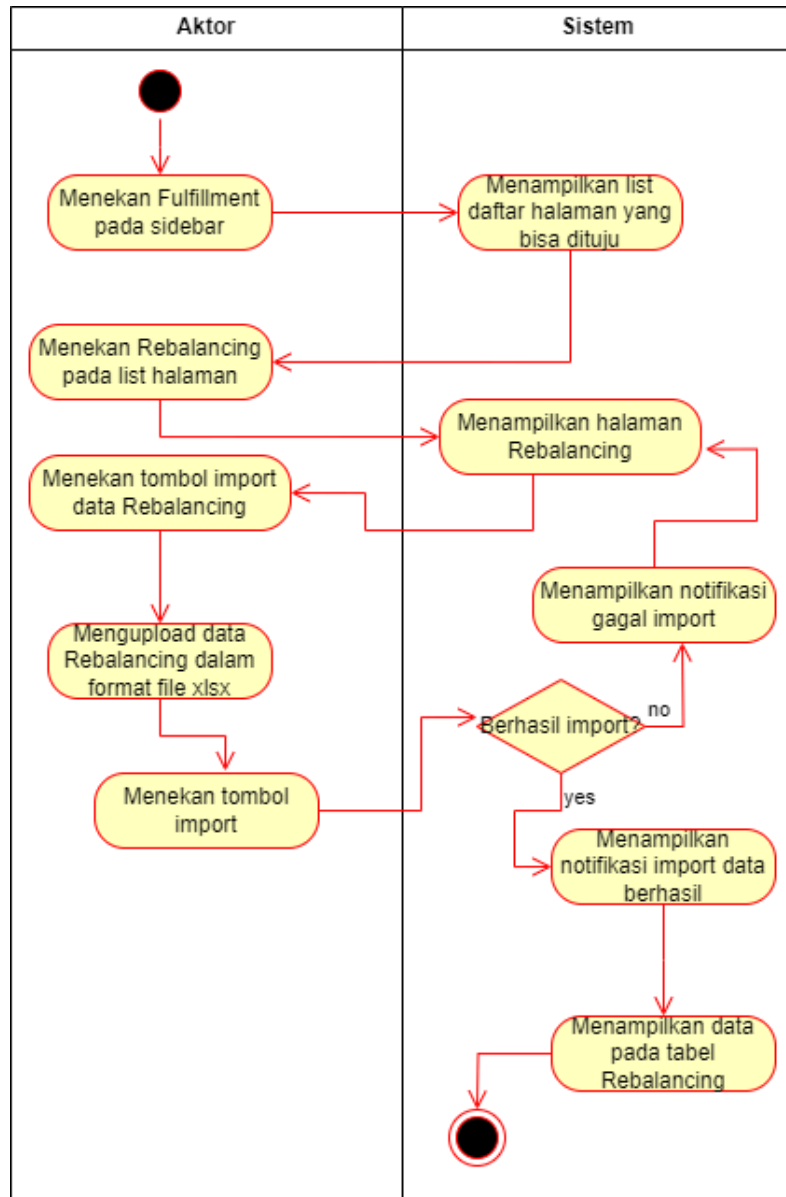 Aktor
Sistem
Menekan Fulfillment
pada sidebar
Menampilkan list
daftar halaman yang
bisa dituju
Menekan Rebalancing
pada list halaman
Menampilkan halaman
Rebalancing
Menekan tombol import
data Rebalancing
Menampilkan notifikasi
gagal import
Mengupload data
Rebalancing dalam
format file xlsx
Berhasil import?
no
Menekan tombol
import
yes
Menampilkan
notifikasi import data
berhasil
Menampilkan data
pada tabel
Rebalancing